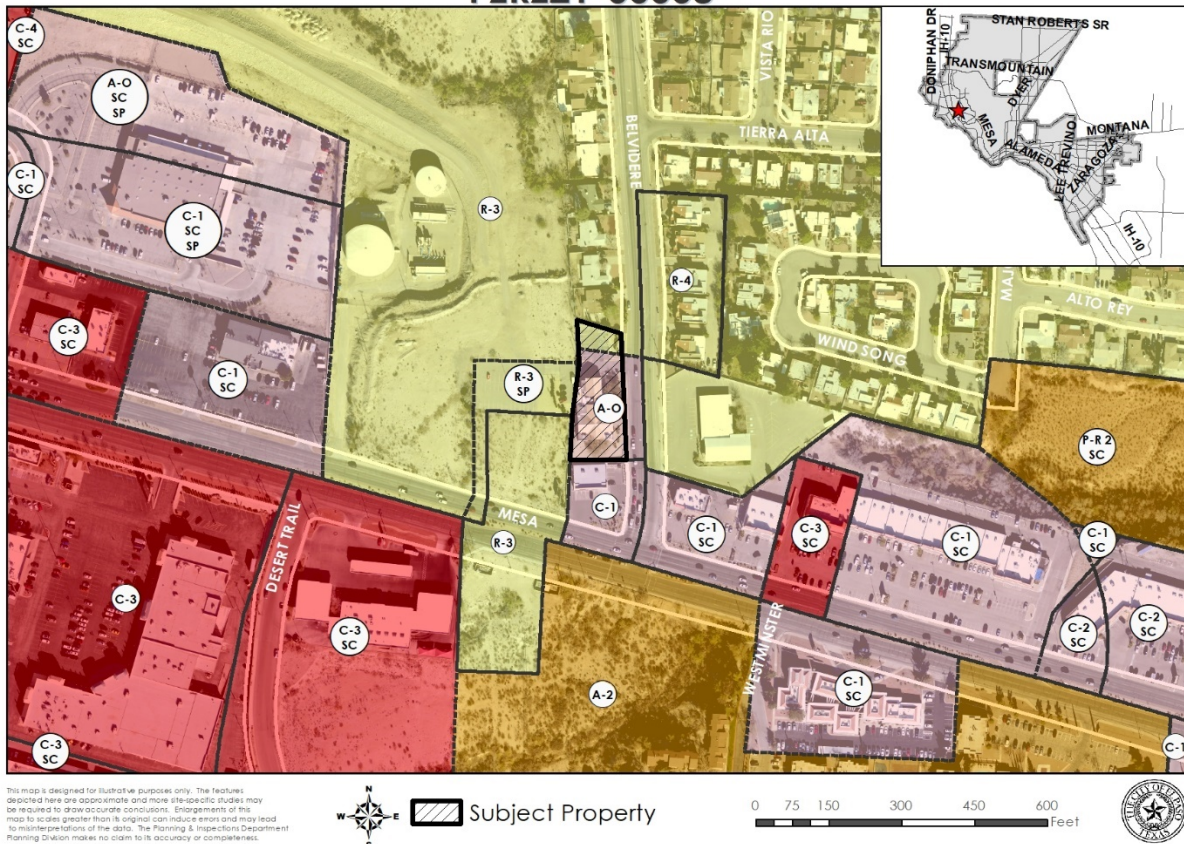 C-4
SC
A-O
SC
SP
C-1
SC
C-1
SC
SP
C-3
SC
C-1
SC
R-3
R-3
SP
A-O
R-4
BELVIDERE
VISTA RIO
TIERRA ALTA
WIND SONG
ALTO REY
DONIPHAN DR
IH-10
STAN ROBERTS SR
TRANSMOUNTAIN
DYER
MESA
MONTANA
ALAMEDA
LEE TREVINO
ZARAGOZA
IH-10
P-R 2
SC
MESA
R-3
C-1
C-1
SC
C-3
SC
C-1
SC
C-1
SC
C-2
SC
C-2
SC
DESERT TRAIL
C-3
C-3
SC
A-2
WESTMINSTER
C-1
SC
C-3
SC
C-1
This map is designed for illustrative purposes only. The features
depicted here are approximate and more site-specific studies may
be required to draw accurate conclusions. Enlargements of this
map to scales greater than its original can induce errors and may lead
to misinterpretations of the data. The Planning & Inspections Department
Planning Division makes no claim to its accuracy or completeness.
N
W
E
S
Subject Property
0 75 150 300 450 600
Feet